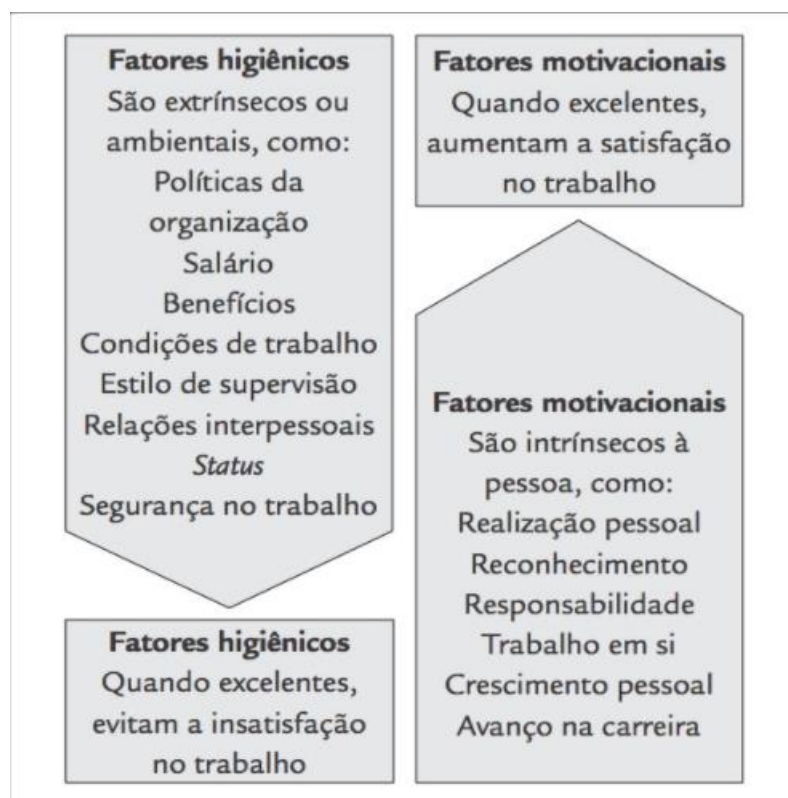 Fatores higiênicos
São extrínsecos ou
ambientais, como:
Políticas da
organização
Salário
Benefícios
Condições de trabalho
Estilo de supervisão
Relações interpessoais
Status
Segurança no trabalho
Fatores higiênicos
Quando excelentes,
evitam a insatisfação
no trabalho
Fatores motivacionais
Quando excelentes,
aumentam a satisfação
no trabalho
Fatores motivacionais
São intrínsecos à
pessoa, como:
Realização pessoal
Reconhecimento
Responsabilidade
Trabalho em si
Crescimento pessoal
Avanço na carreira